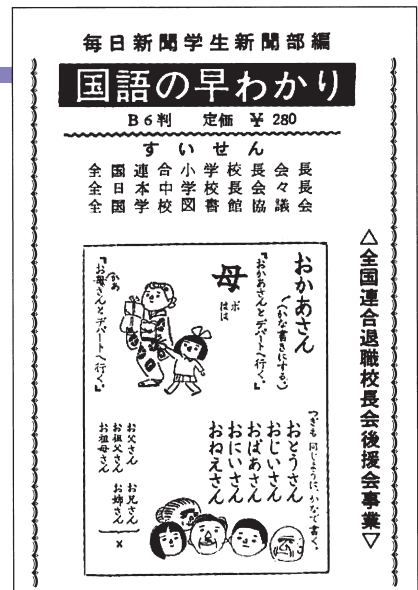 毎日新聞学生新聞部編
国語の早わかり
B6判 定価 ¥280
すいせん
全国連合小学校長会長
全日本中学校長会々長
全国学校図書館協議会
△全国連合退職校長会後援会事業▽
おかあさん
(かな書きにする。)
『おかあさんとデパートへ行く。』
母
ボ
はは
『お母(かあ)さんとデパートへ行く。』
つぎも同じように、かなで書く。
おとうさん
おじいさん
おばあさん
おにいさん
おねえさん
お父さん お兄さん
お祖父さん お姉さん
お祖母さん
×